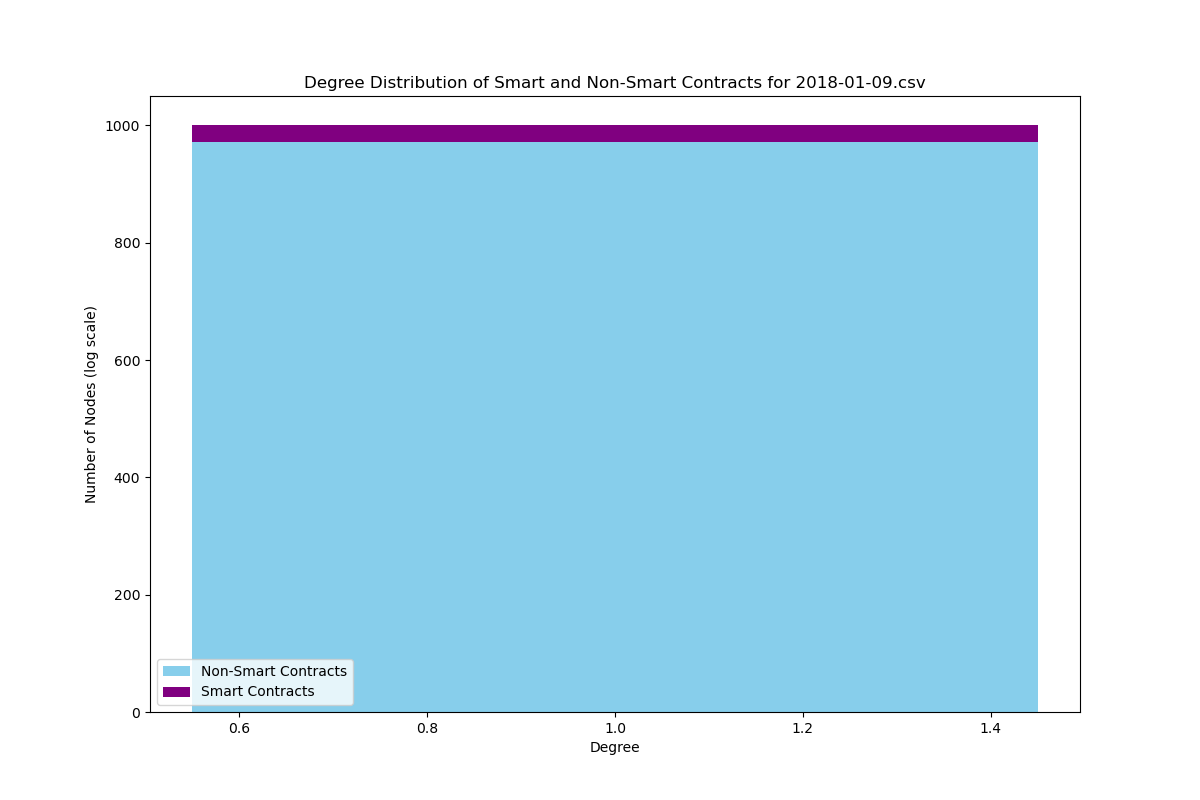 Degree Distribution of Smart and Non-Smart Contracts for 2018-01-09.csv
1000
800
600
400
200
0
Number of Nodes (log scale)
Non-Smart Contracts
Smart Contracts
0.6 0.8 1.0 1.2 1.4
Degree